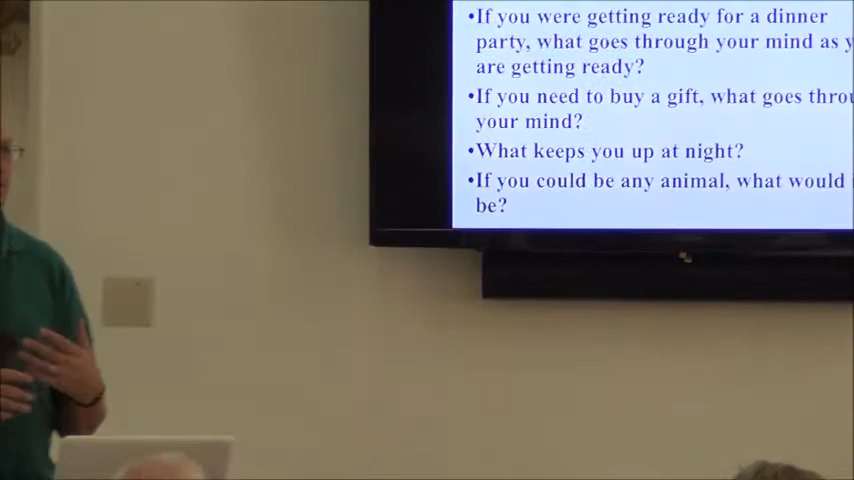 •If you were getting ready for a dinner
party, what goes through your mind as
are getting ready?
•If you need to buy a gift, what goes
your mind?
•What keeps you up at night?
•If you could be any animal, what would
be?